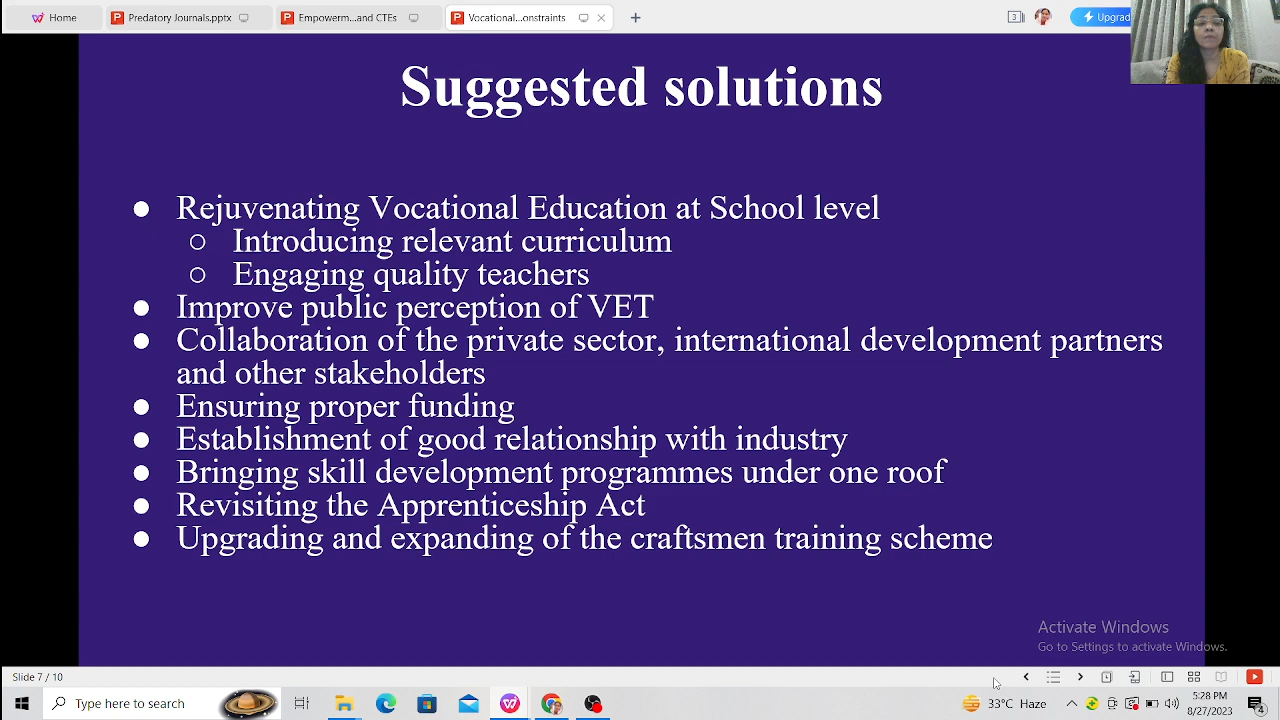 Home
Predatory Journals.pptx
Empowerm...and CTEs
Vocational...onstraints
3
Upgrad
Suggested solutions
● Rejuvenating Vocational Education at School level
○ Introducing relevant curriculum
○ Engaging quality teachers
● Improve public perception of VET
● Collaboration of the private sector, international development partners
and other stakeholders
● Ensuring proper funding
● Establishment of good relationship with industry
● Bringing skill development programmes under one roof
● Revisiting the Apprenticeship Act
● Upgrading and expanding of the craftsmen training scheme
Activate Windows
Go to Settings to activate Windows.
Slide 7 / 10
Type here to search
33°C Haze
5:28 PM
8/27/2023
4